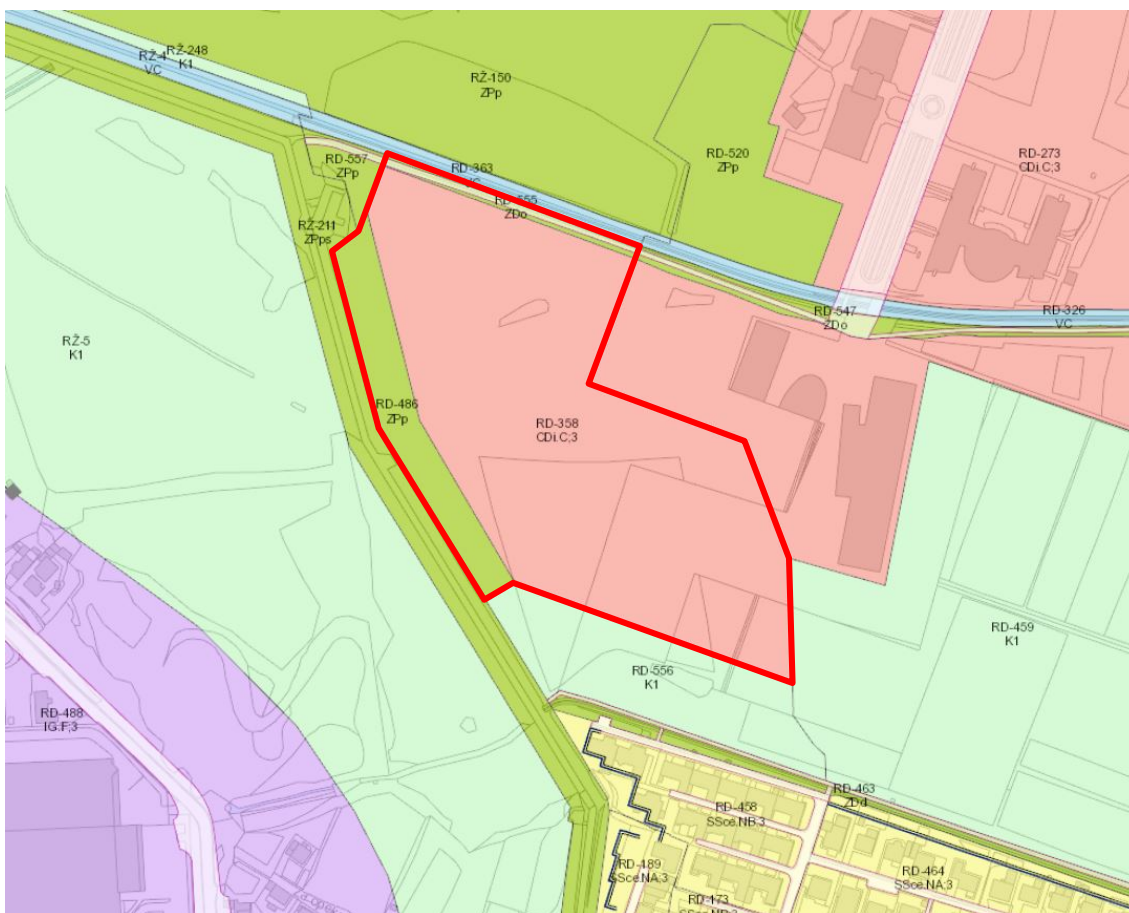 RŽ-248
K1
RŽ-4
VC
RŽ-150
ZPp
RD-557
ZPp
RD-363
VC
RD-520
ZPp
RD-273
CDi.C;3
RD-555
ZDo
RŽ-211
ZPps
RD-547
ZDo
RD-326
VC
RŽ-5
K1
RD-486
ZPp
RD-358
CDi.C;3
RD-459
K1
RD-556
K1
RD-488
IG.F;3
RD-463
ZDd
RD-458
SSce.NB;3
RD-189
SSce.NA;3
RD-464
SSce.NA;3
RD-173